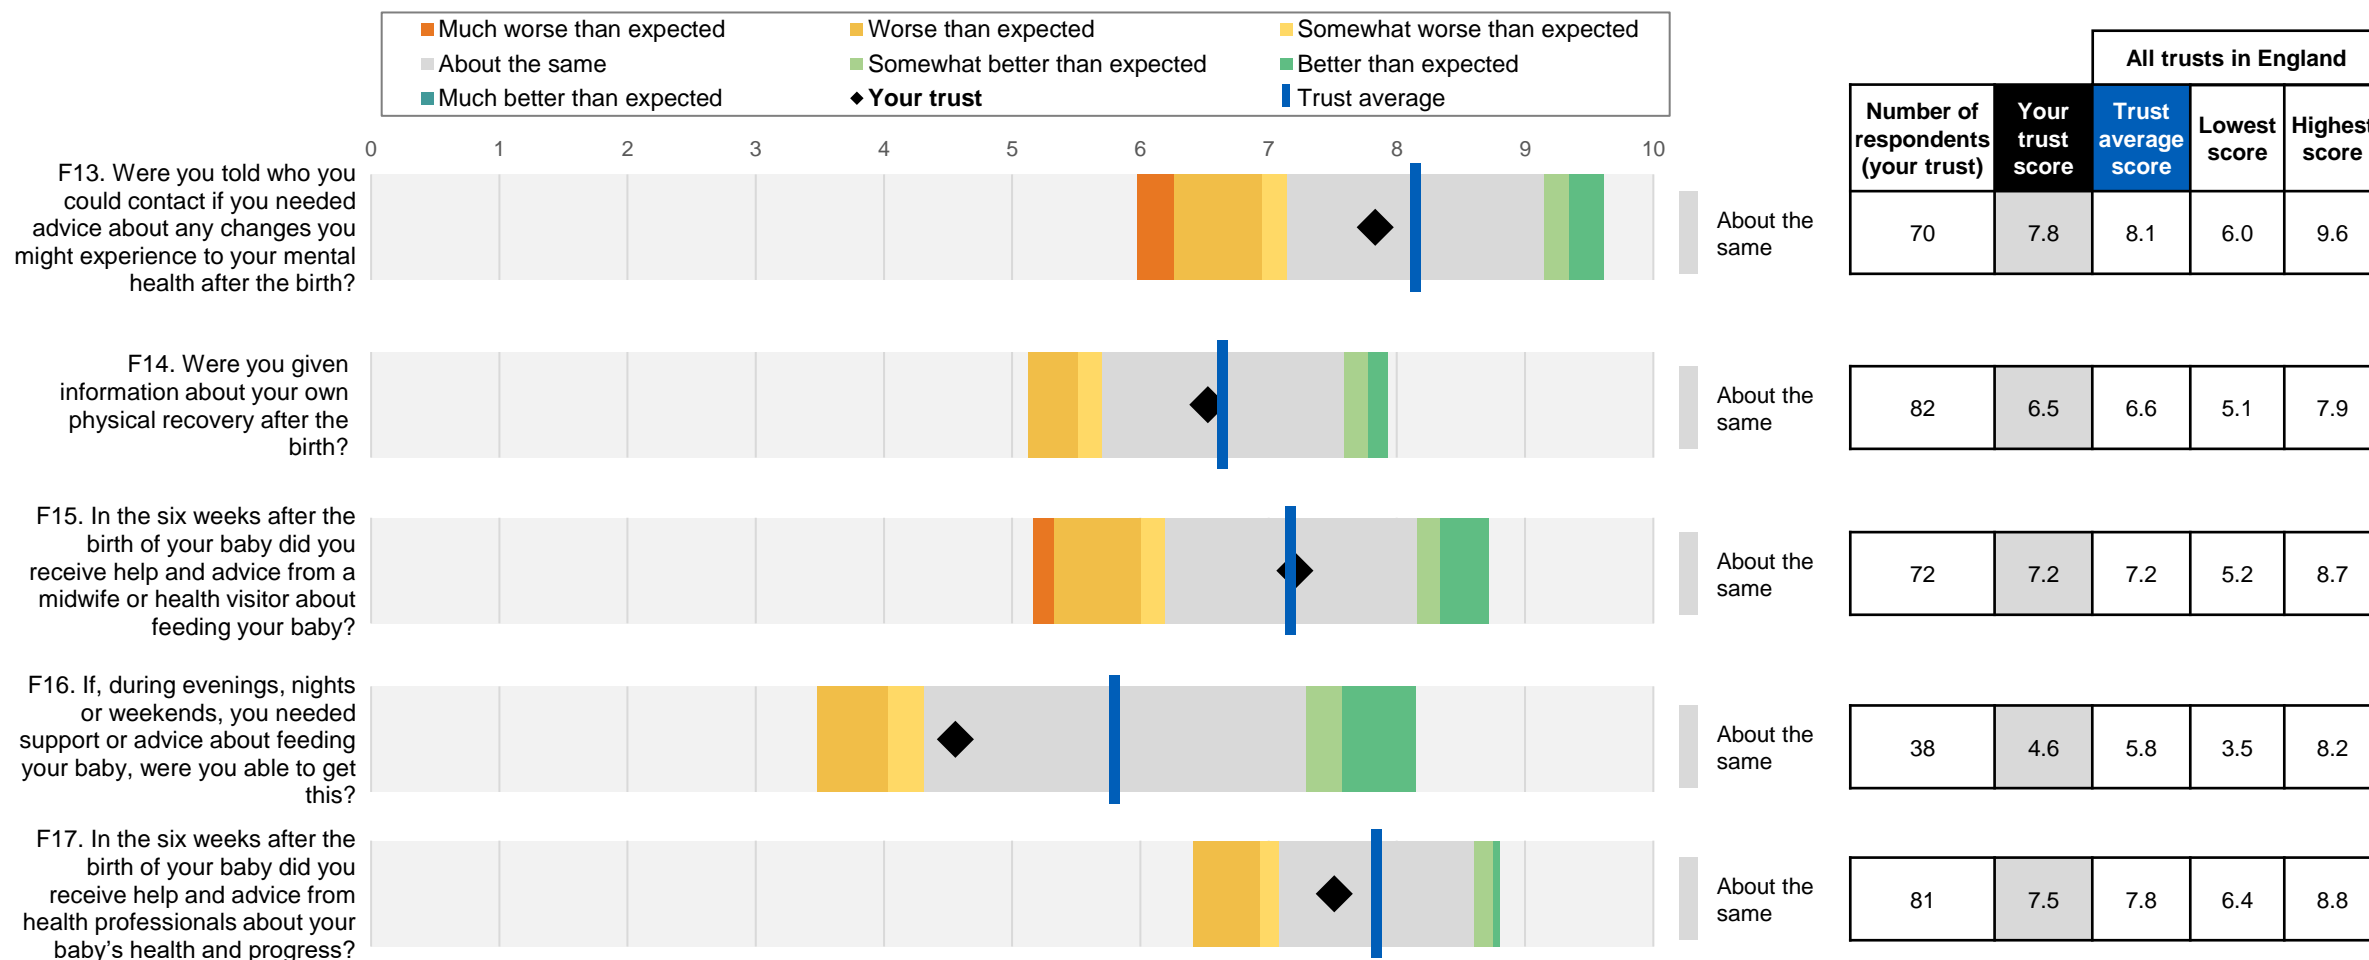 Much worse than expected
Worse than expected
Somewhat worse than expected
About the same
Somewhat better than expected
Better than expected
Much better than expected
Your trust
Trust average
All trusts in England
Number of
respondents
(your trust)
Your
trust
score
Trust
average
score
Lowest
score
Highest
score
0 1 2 3 4 5 6 7 8 9 10
F13. Were you told who you
could contact if you needed
advice about any changes you
might experience to your mental
health after the birth?
About the
same
70 7.8 8.1 6.0 9.6
F14. Were you given
information about your own
physical recovery after the
birth?
About the
same
82 6.5 6.6 5.1 7.9
F15. In the six weeks after the
birth of your baby did you
receive help and advice from a
midwife or health visitor about
feeding your baby?
About the
same
72 7.2 7.2 5.2 8.7
F16. If, during evenings, nights
or weekends, you needed
support or advice about feeding
your baby, were you able to get
this?
About the
same
38 4.6 5.8 3.5 8.2
F17. In the six weeks after the
birth of your baby did you
receive help and advice from
health professionals about your
baby’s health and progress?
About the
same
81 7.5 7.8 6.4 8.8